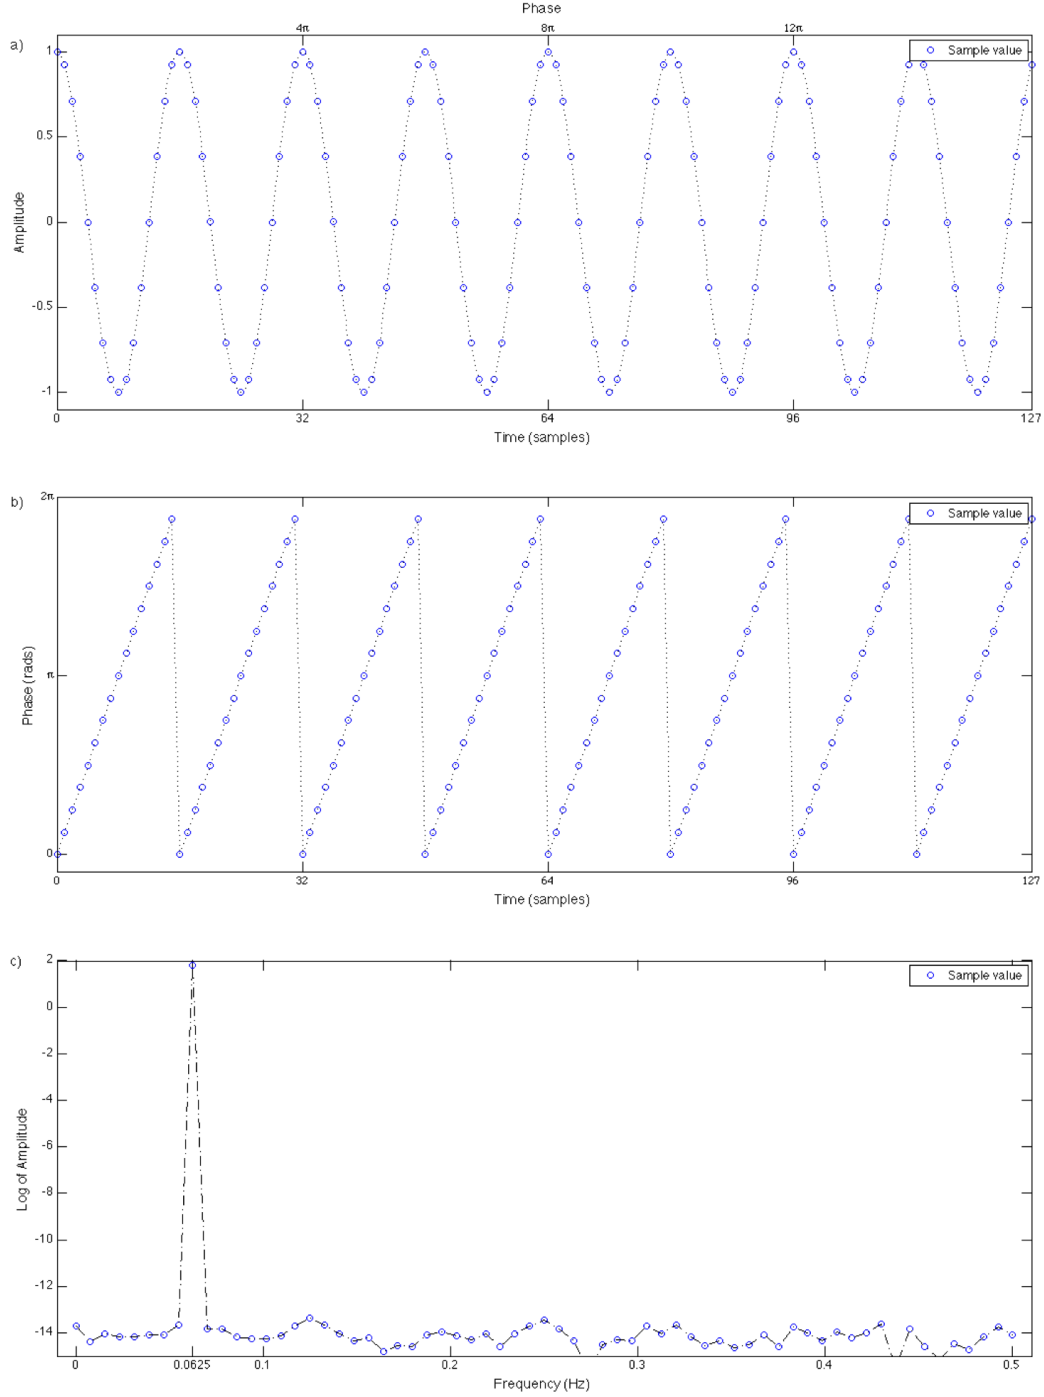 Phase
a)
4π 8π 12π
Sample value
1
0.5
0
-0.5
-1
Amplitude
0 32 64 96 127
Time (samples)
b)
2π
Sample value
π
0
Phase (rads)
0 32 64 96 127
Time (samples)
c)
2
Sample value
0
-2
-4
-6
-8
-10
-12
-14
Log of Amplitude
0 0.0625 0.1 0.2 0.3 0.4 0.5
Frequency (Hz)